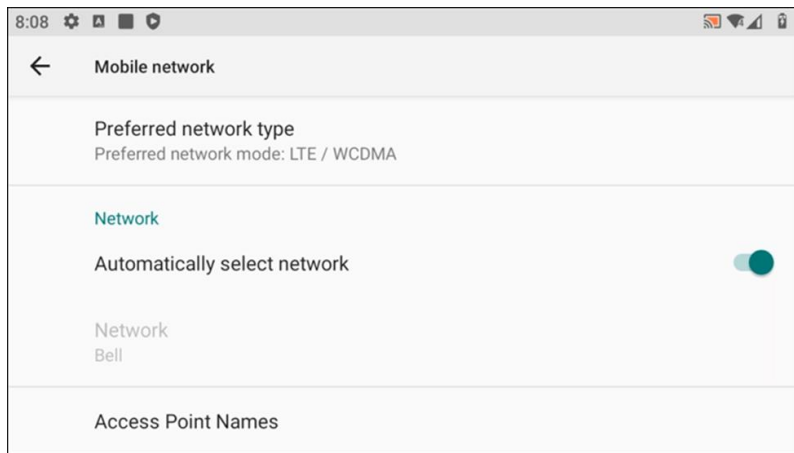 8:08
Mobile network
Preferred network type
Preferred network mode: LTE / WCDMA
Network
Automatically select network
Network
Bell
Access Point Names